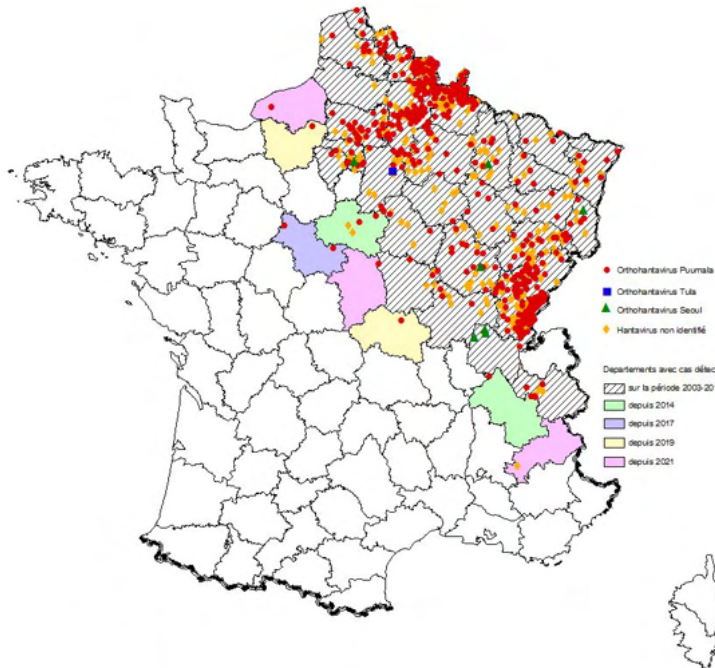 Orthohantavirus Puumala
Orthohantavirus Tula
Orthohantavirus Seoul
Hantavirus non identifié
Departements avec cas détec
sur la période 2003-20
depuis 2014
depuis 2017
depuis 2019
depuis 2021